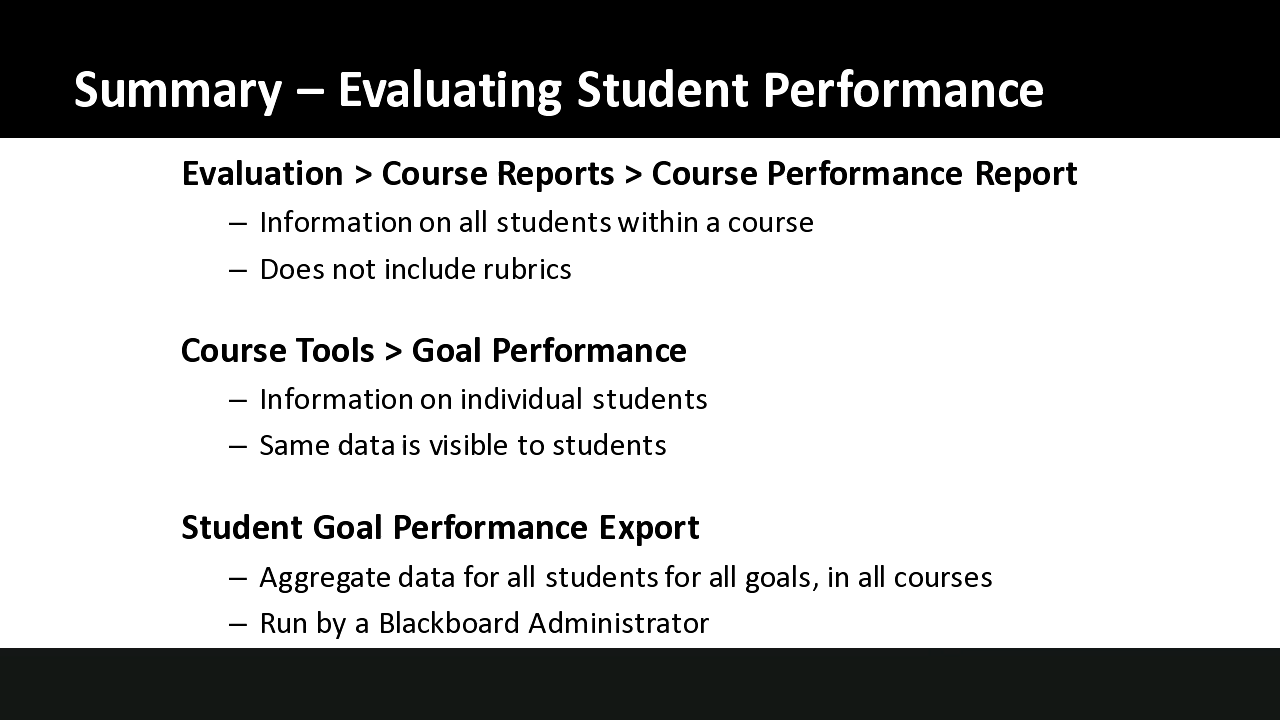 Summary – Evaluating Student Performance
Evaluation > Course Reports > Course Performance Report
– Information on all students within a course
– Does not include rubrics
Course Tools > Goal Performance
– Information on individual students
– Same data is visible to students
Student Goal Performance Export
– Aggregate data for all students for all goals, in all courses
– Run by a Blackboard Administrator